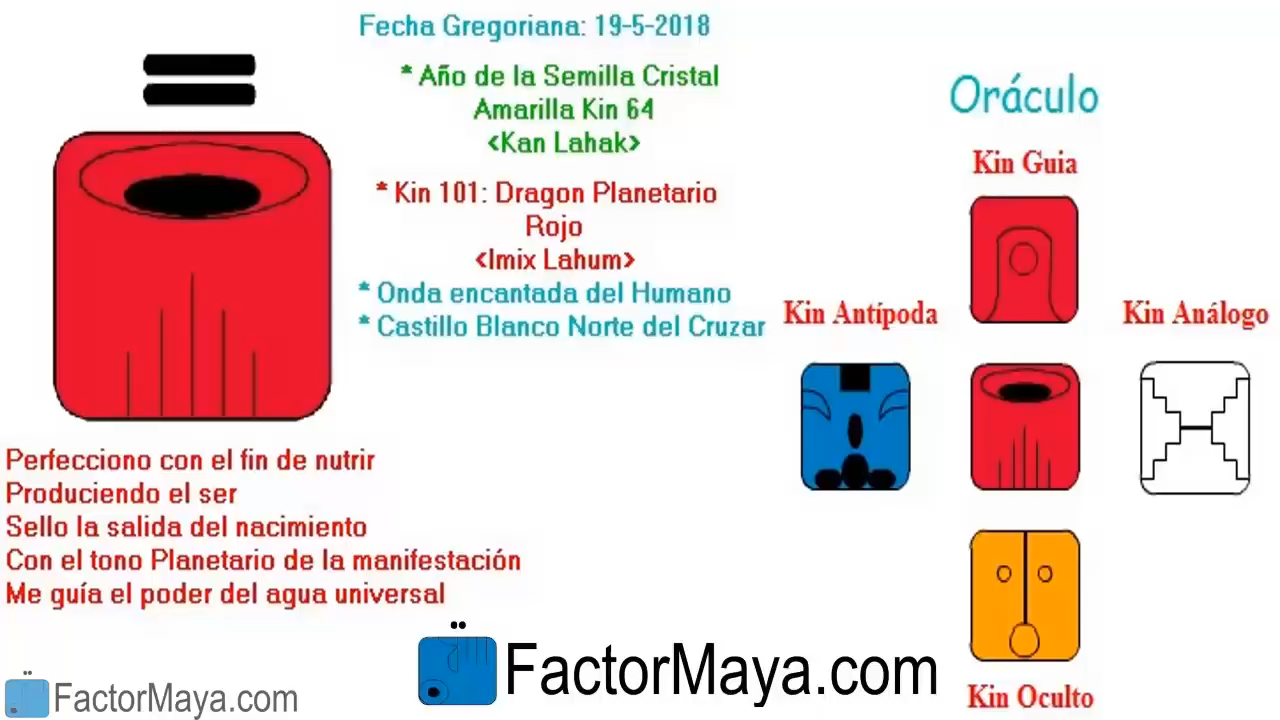 Fecha Gregoriana: 19-5-2018
* Año de la Semilla Cristal
Amarilla Kin 64
<Kan Lahak>
* Kin 101: Dragon Planetario
Rojo
<Imix Lahum>
* Onda encantada del Humano
* Castillo Blanco Norte del Cruzar
Oráculo
Kin Guia
Kin Antípoda
Kin Análogo
Kin Oculto
Perfecciono con el fin de nutrir
Produciendo el ser
Sello la salida del nacimiento
Con el tono Planetario de la manifestación
Me guía el poder del agua universal
FactorMaya.com
FactorMaya.com